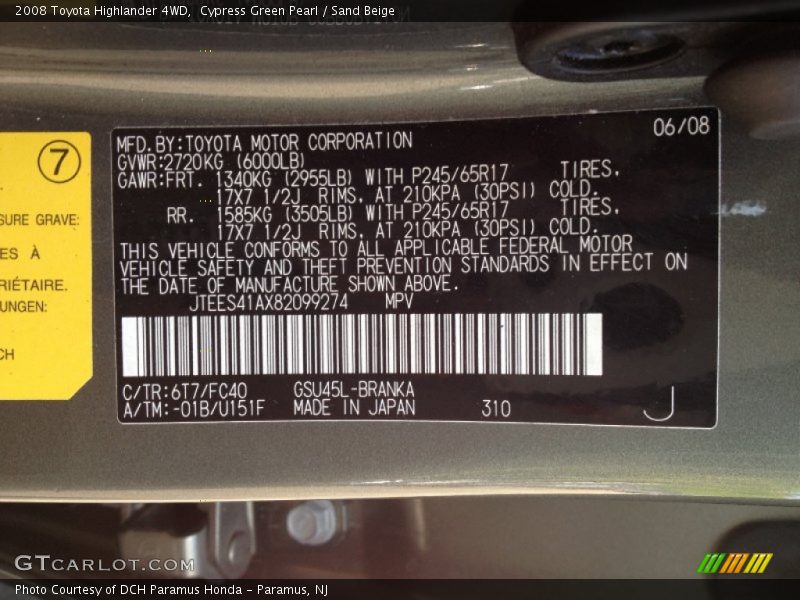 2008 Toyota Highlander 4WD, Cypress Green Pearl / Sand Beige
7
SURE GRAVE:
ES À
RIÉTAIRE.
UNGEN:
CH
06/08
MFD.BY:TOYOTA MOTOR CORPORATION
GVWR:2720KG (6000LB)
GAWR:FRT. 1340KG (2955LB) WITH P245/65R17 TIRES.
17X7 1/2J RIMS. AT 210KPA (30PSI) COLD.
RR. 1585KG (3505LB) WITH P245/65R17 TIRES.
17X7 1/2J RIMS. AT 210KPA (30PSI) COLD.
THIS VEHICLE CONFORMS TO ALL APPLICABLE FEDERAL MOTOR
VEHICLE SAFETY AND THEFT PREVENTION STANDARDS IN EFFECT ON
THE DATE OF MANUFACTURE SHOWN ABOVE.
JTEES41AX82099274 MPV
C/TR:6T7/FC40 GSU45L-BRANKA
A/TM:-01B/U151F MADE IN JAPAN 310 J
GTCARLOT.COM
Photo Courtesy of DCH Paramus Honda - Paramus, NJ